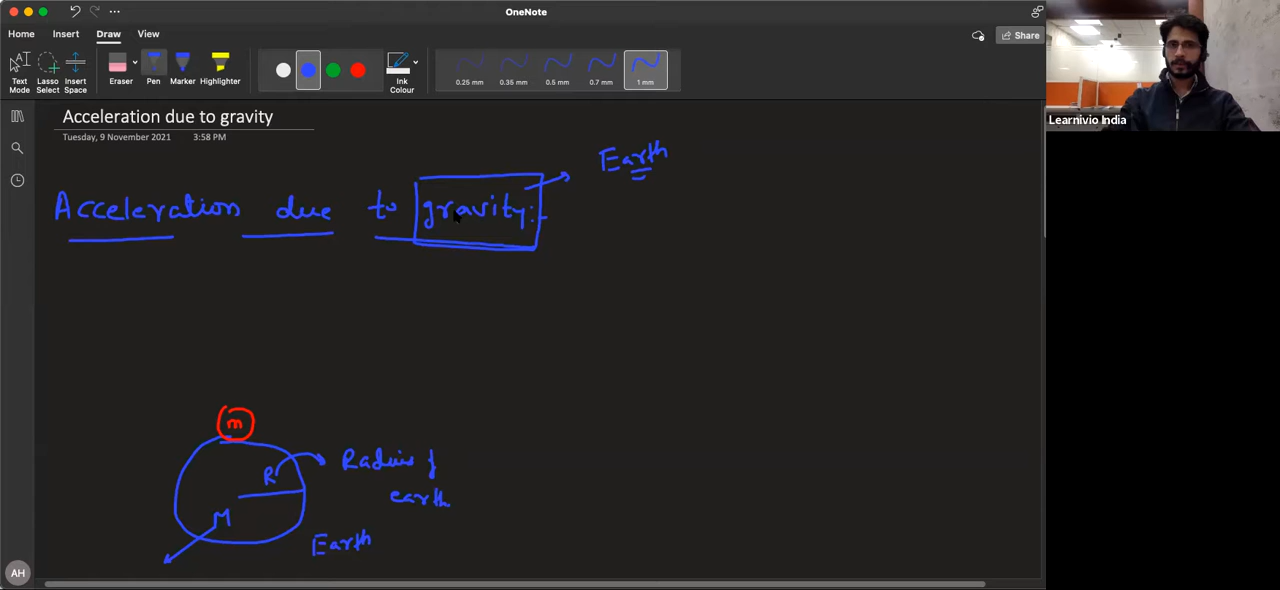 OneNote
Home Insert Draw View
Share
Text Mode
Lasso Select
Insert Space
Eraser
Pen
Marker
Highlighter
Ink Colour
0.25 mm
0.35 mm
0.5 mm
0.7 mm
1 mm
Learnivio India
Acceleration due to gravity
Tuesday, 9 November 2021 3:58 PM
Earth
Acceleration due to gravity:-
m
R
Radius of
earth
M
Earth
AH